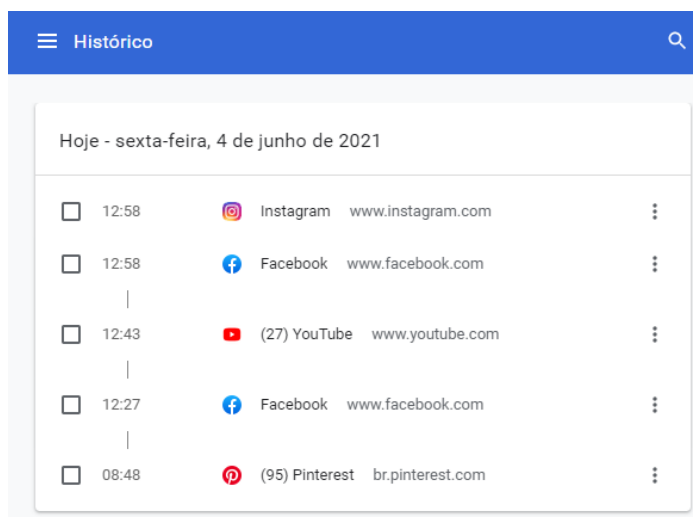 Histórico
Hoje - sexta-feira, 4 de junho de 2021
12:58 Instagram www.instagram.com
12:58 Facebook www.facebook.com
12:43 (27) YouTube www.youtube.com
12:27 Facebook www.facebook.com
08:48 (95) Pinterest br.pinterest.com